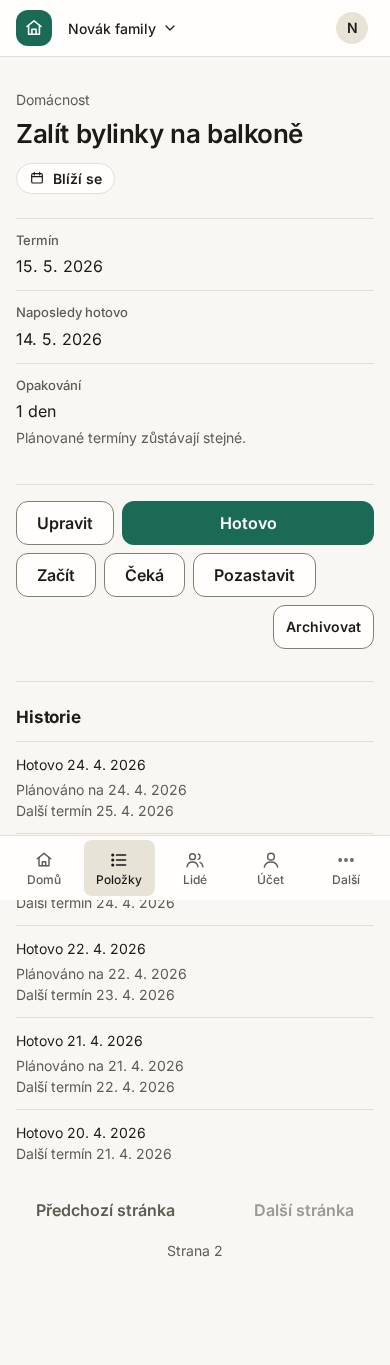 Novák family
N
Domácnost
Zalít bylinky na balkoně
Blíží se
Termín
15. 5. 2026
Naposledy hotovo
14. 5. 2026
Opakování
1 den
Plánované termíny zůstávají stejné.
Upravit
Hotovo
Začít
Čeká
Pozastavit
Archivovat
Historie
Hotovo 24. 4. 2026
Plánováno na 24. 4. 2026
Další termín 25. 4. 2026
Domů
Položky
Lidé
Účet
Další
Další termín 24. 4. 2026
Hotovo 22. 4. 2026
Plánováno na 22. 4. 2026
Další termín 23. 4. 2026
Hotovo 21. 4. 2026
Plánováno na 21. 4. 2026
Další termín 22. 4. 2026
Hotovo 20. 4. 2026
Další termín 21. 4. 2026
Předchozí stránka
Další stránka
Strana 2